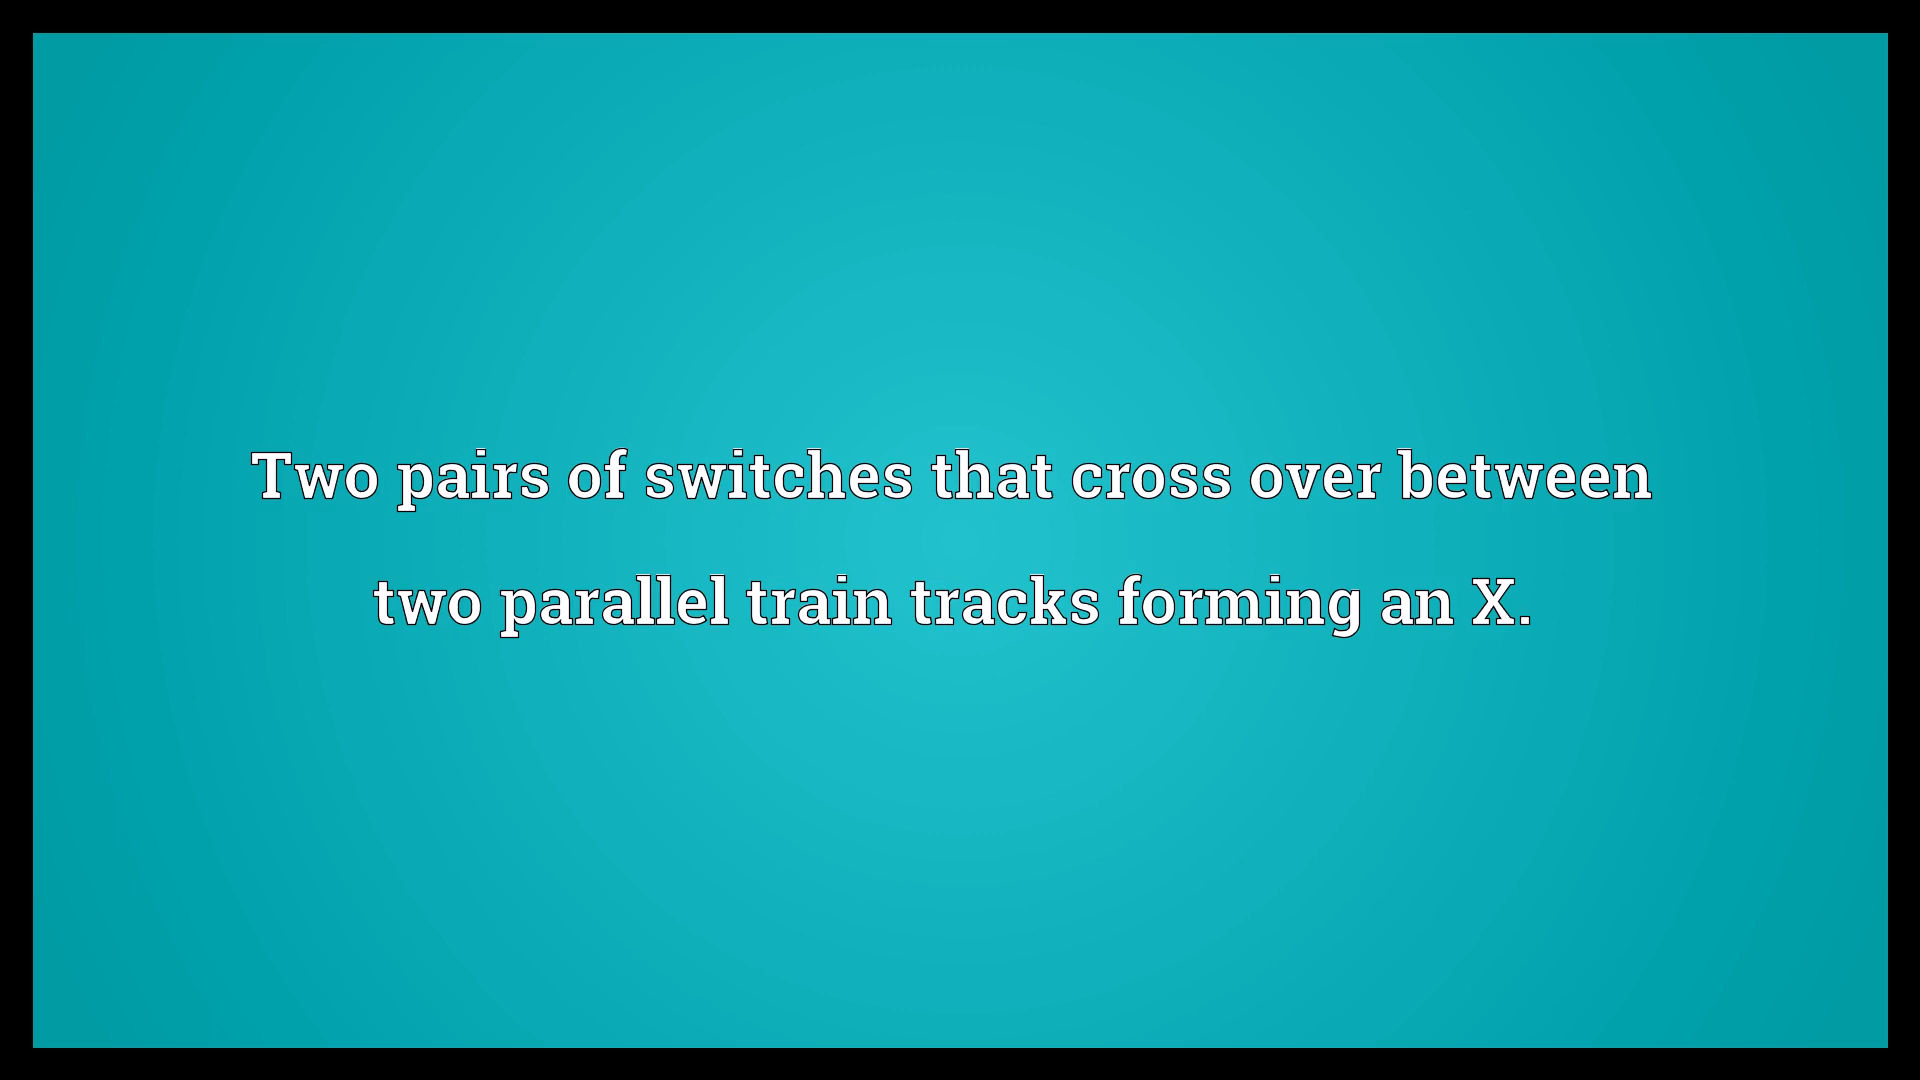 Two pairs of switches that cross over between
two parallel train tracks forming an X.